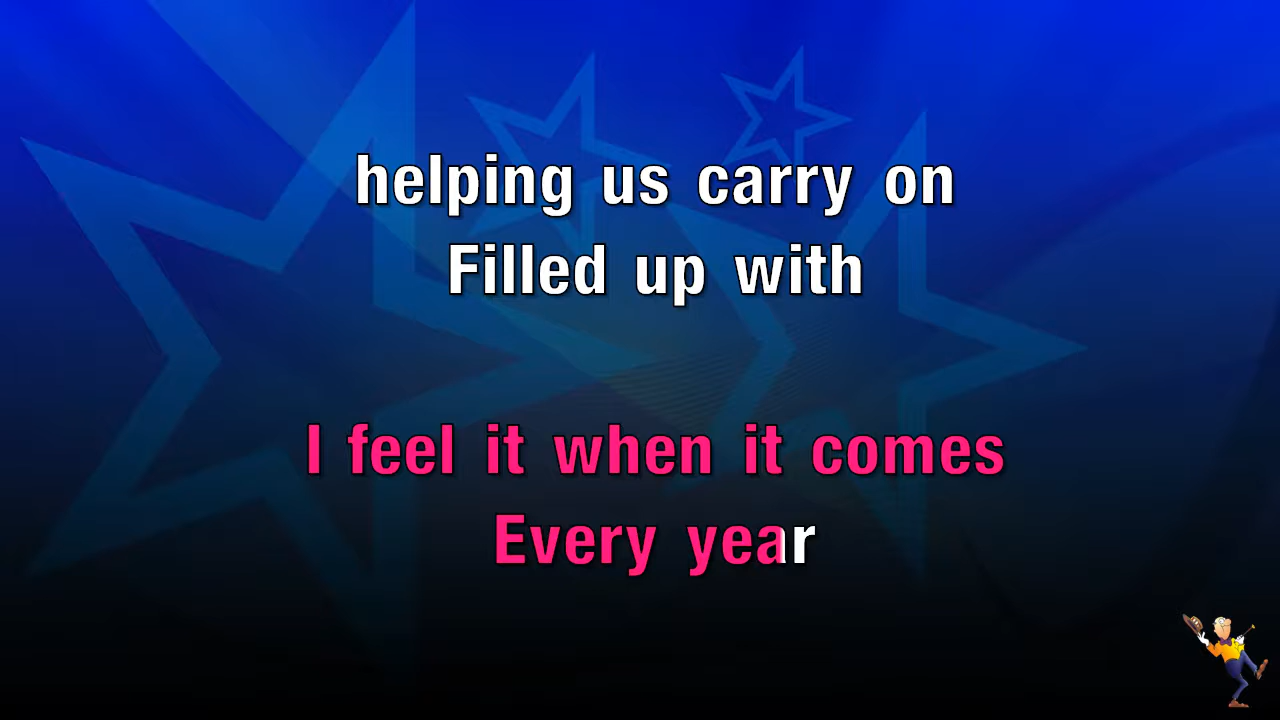 helping us carry on
Filled up with
I feel it when it comes
Every year